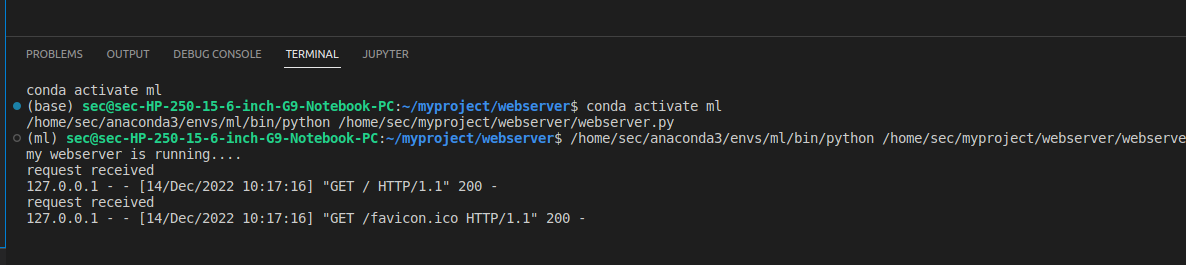 PROBLEMS OUTPUT DEBUG CONSOLE TERMINAL JUPYTER
conda activate ml
(base) sec@sec-HP-250-15-6-inch-G9-Notebook-PC:~/myproject/webserver$ conda activate ml
/home/sec/anaconda3/envs/ml/bin/python /home/sec/myproject/webserver/webserver.py
(ml) sec@sec-HP-250-15-6-inch-G9-Notebook-PC:~/myproject/webserver$ /home/sec/anaconda3/envs/ml/bin/python /home/sec/myproject/webserver/webserve
my webserver is running....
request received
127.0.0.1 - - [14/Dec/2022 10:17:16] "GET / HTTP/1.1" 200 -
request received
127.0.0.1 - - [14/Dec/2022 10:17:16] "GET /favicon.ico HTTP/1.1" 200 -